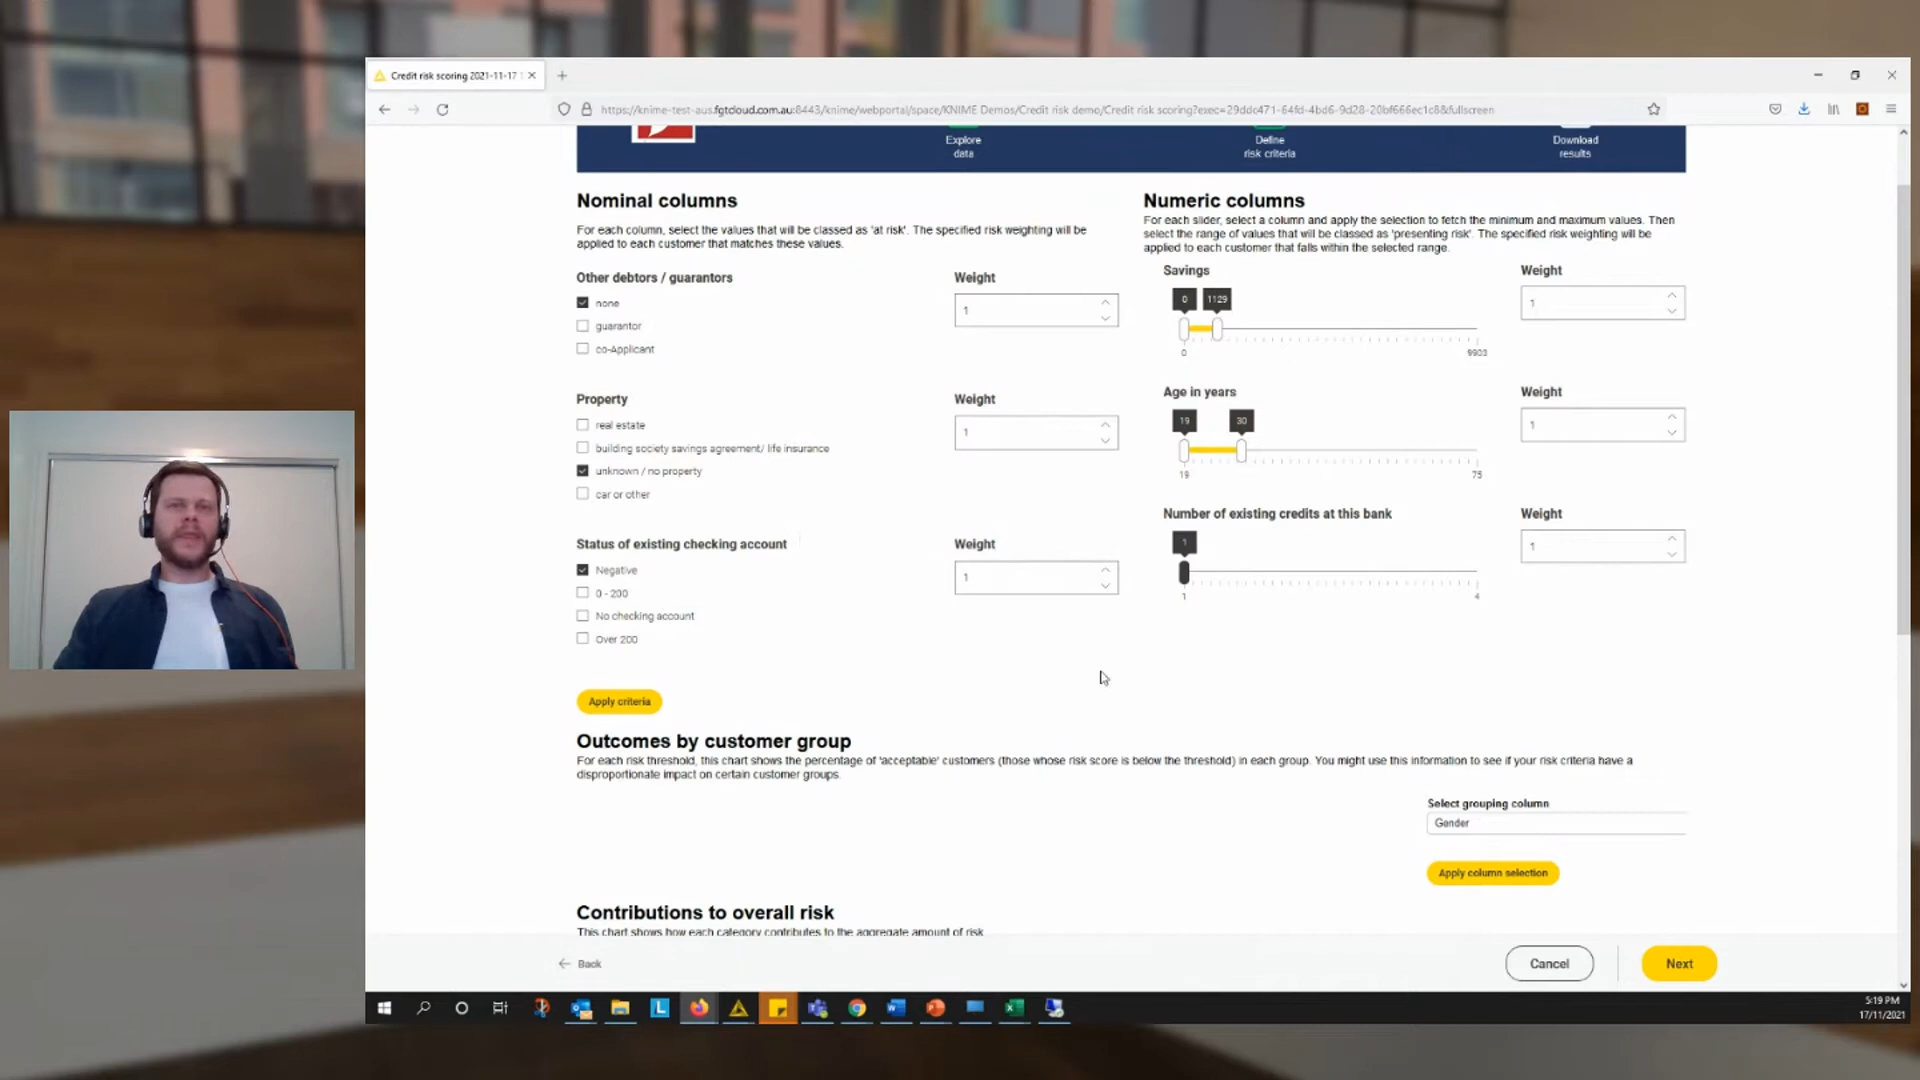 Credit risk scoring 2021-11-17 1
https://knime-test-aus.fgtcloud.com.au:8443/knime/webportal/space/KNIME Demos/Credit risk demo/Credit risk scoring?exec=29ddc471-64fd-4bd6-9d28-20bf666ec1c8&fullscreen
Explore
data
Define
risk criteria
Download
results
Nominal columns
For each column, select the values that will be classed as 'at risk'. The specified risk weighting will be
applied to each customer that matches these values.
Other debtors / guarantors
Weight
none
1
guarantor
co-Applicant
Property
Weight
real estate
1
building society savings agreement/ life insurance
unknown / no property
car or other
Status of existing checking account
Weight
Negative
1
0 - 200
No checking account
Over 200
Numeric columns
For each slider, select a column and apply the selection to fetch the minimum and maximum values. Then
select the range of values that will be classed as 'presenting risk'. The specified risk weighting will be
applied to each customer that falls within the selected range.
Savings
Weight
0 1129
1
0 9903
Age in years
Weight
19 30
1
19 75
Number of existing credits at this bank
Weight
1
1
1 4
Apply criteria
Outcomes by customer group
For each risk threshold, this chart shows the percentage of 'acceptable' customers (those whose risk score is below the threshold) in each group. You might use this information to see if your risk criteria have a
disproportionate impact on certain customer groups.
Select grouping column
Gender
Apply column selection
Contributions to overall risk
This chart shows how each category contributes to the aggregate amount of risk
Back
Cancel
Next
5:19 PM
17/11/2021